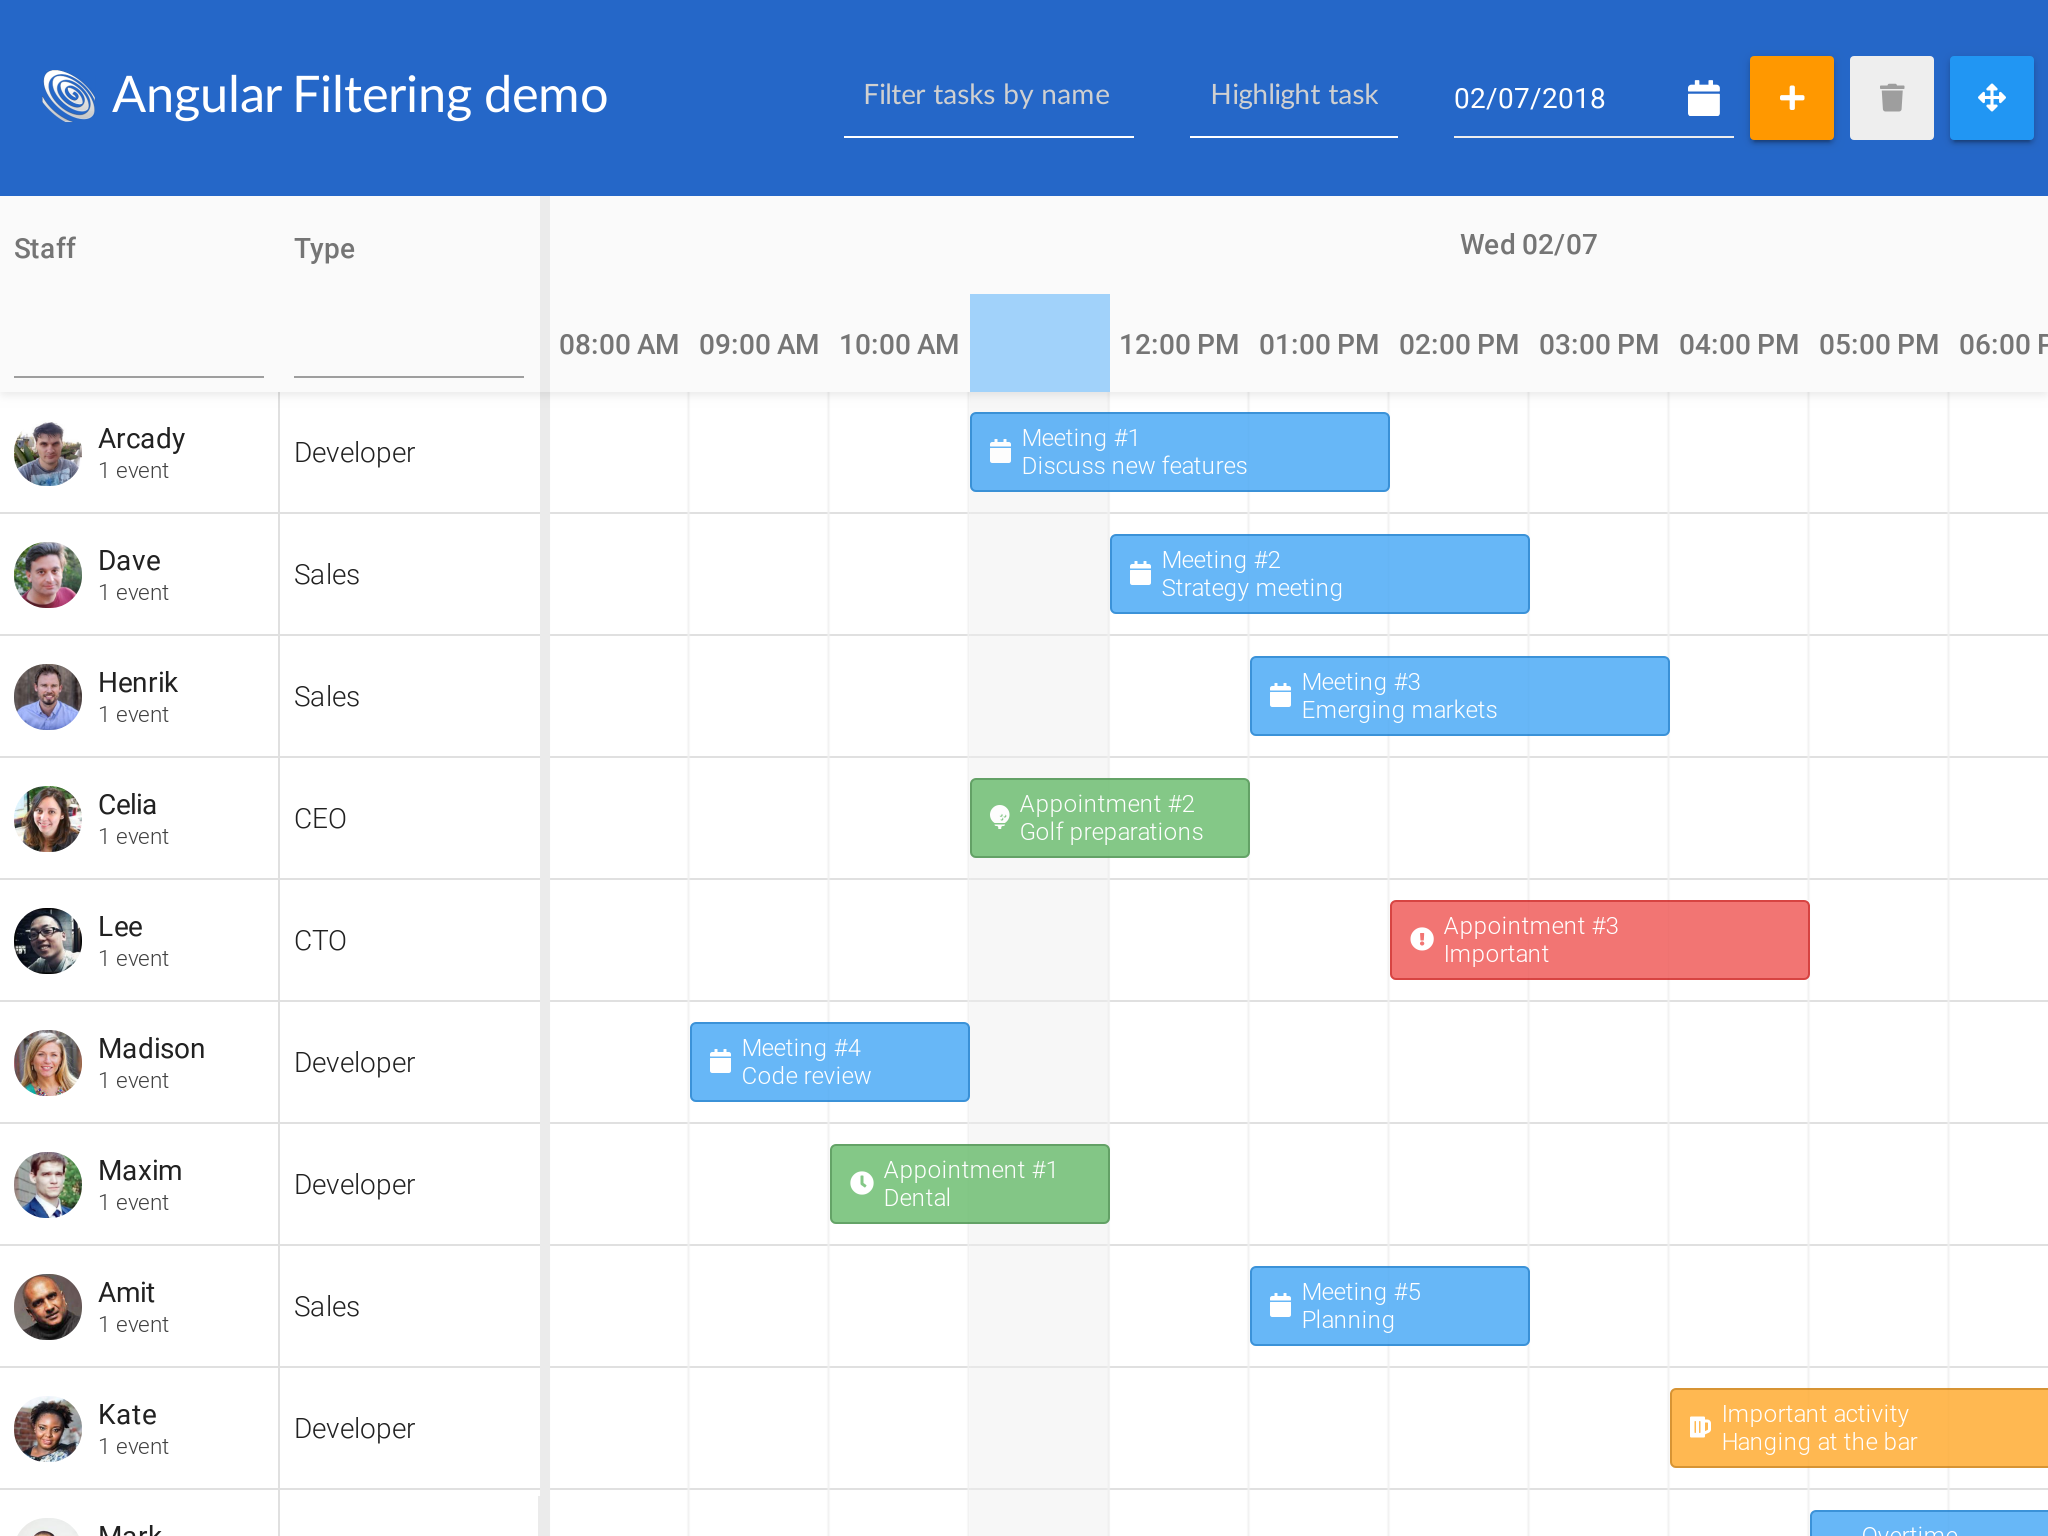 Angular Filtering demo
Filter tasks by name
Highlight task
02/07/2018
Staff
Type
Wed 02/07
08:00 AM 09:00 AM 10:00 AM 12:00 PM 01:00 PM 02:00 PM 03:00 PM 04:00 PM 05:00 PM 06:00 P
Arcady
1 event
Developer
Meeting #1
Discuss new features
Dave
1 event
Sales
Meeting #2
Strategy meeting
Henrik
1 event
Sales
Meeting #3
Emerging markets
Celia
1 event
CEO
Appointment #2
Golf preparations
Lee
1 event
CTO
Appointment #3
Important
Madison
1 event
Developer
Meeting #4
Code review
Maxim
1 event
Developer
Appointment #1
Dental
Amit
1 event
Sales
Meeting #5
Planning
Kate
1 event
Developer
Important activity
Hanging at the bar
Mark
Overtime